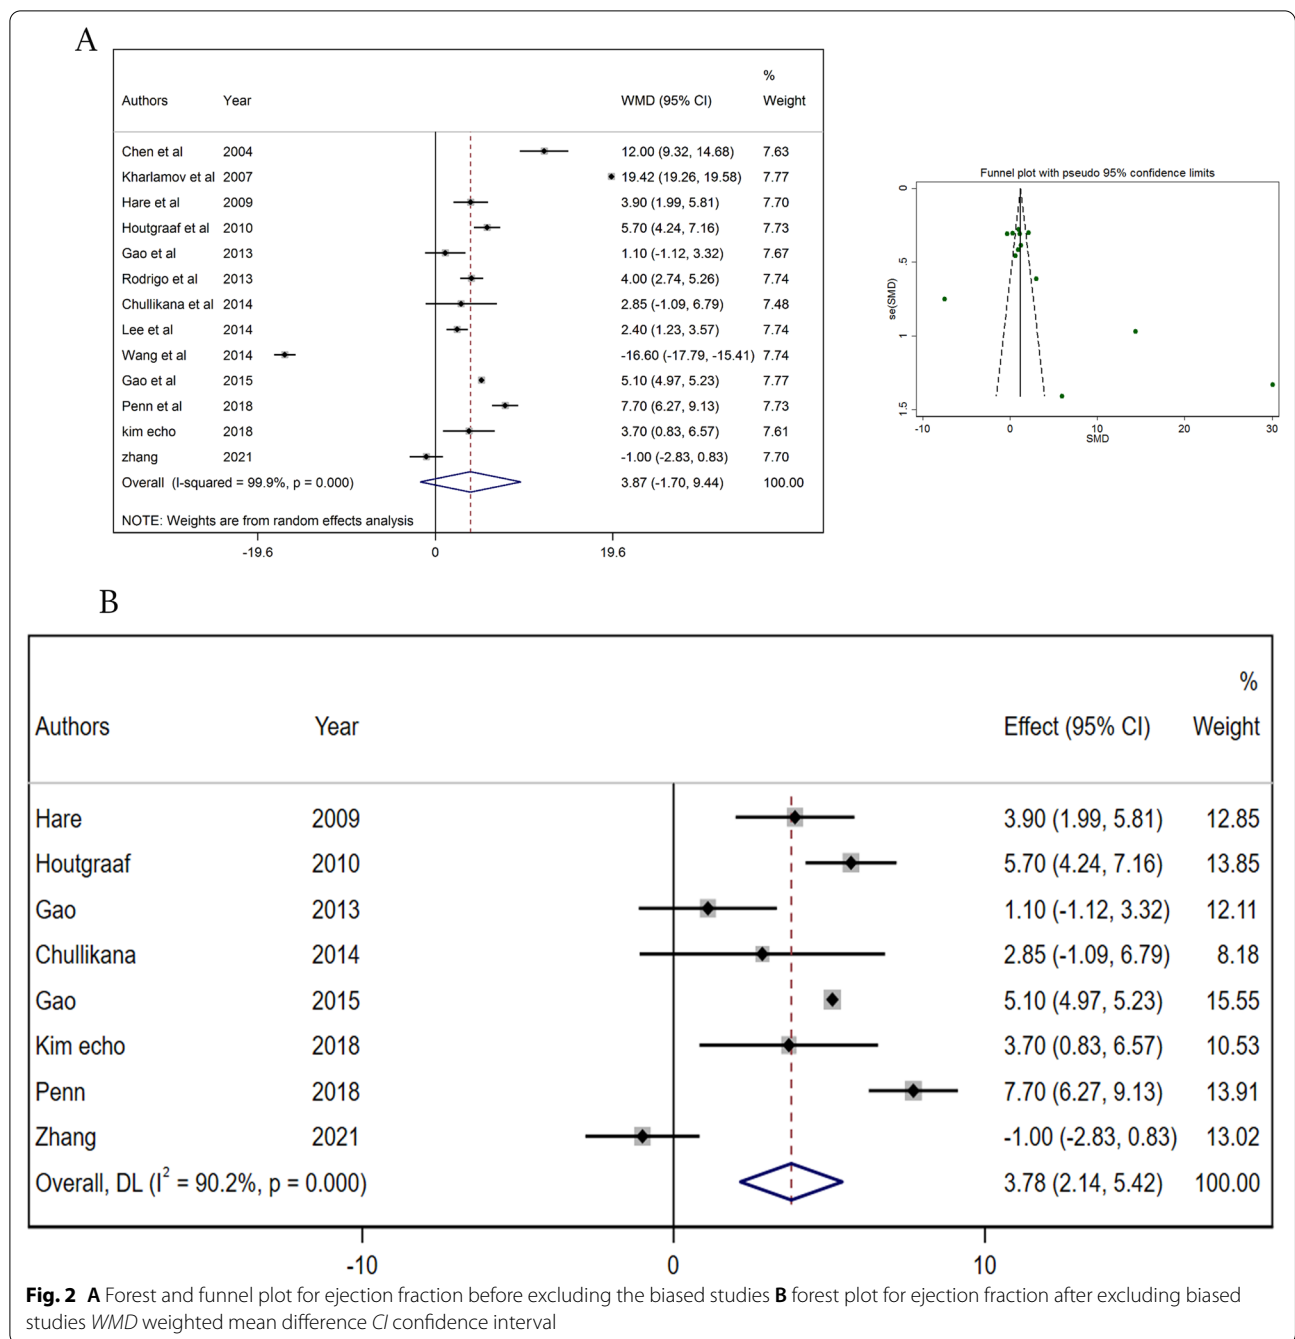 A
%
Authors Year WMD (95% CI) Weight
Chen et al 2004 12.00 (9.32, 14.68) 7.63
Kharlamov et al 2007 19.42 (19.26, 19.58) 7.77
Hare et al 2009 3.90 (1.99, 5.81) 7.70
Houtgraaf et al 2010 5.70 (4.24, 7.16) 7.73
Gao et al 2013 1.10 (-1.12, 3.32) 7.67
Rodrigo et al 2013 4.00 (2.74, 5.26) 7.74
Chullikana et al 2014 2.85 (-1.09, 6.79) 7.48
Lee et al 2014 2.40 (1.23, 3.57) 7.74
Wang et al 2014 -16.60 (-17.79, -15.41) 7.74
Gao et al 2015 5.10 (4.97, 5.23) 7.77
Penn et al 2018 7.70 (6.27, 9.13) 7.73
kim echo 2018 3.70 (0.83, 6.57) 7.61
zhang 2021 -1.00 (-2.83, 0.83) 7.70
Overall (I-squared = 99.9%, p = 0.000) 3.87 (-1.70, 9.44) 100.00
NOTE: Weights are from random effects analysis
-19.6 0 19.6
Funnel plot with pseudo 95% confidence limits
se(SMD)
0
.5
1
1.5
-10 0 10 20 30
SMD
B
%
Authors Year Effect (95% CI) Weight
Hare 2009 3.90 (1.99, 5.81) 12.85
Houtgraaf 2010 5.70 (4.24, 7.16) 13.85
Gao 2013 1.10 (-1.12, 3.32) 12.11
Chullikana 2014 2.85 (-1.09, 6.79) 8.18
Gao 2015 5.10 (4.97, 5.23) 15.55
Kim echo 2018 3.70 (0.83, 6.57) 10.53
Penn 2018 7.70 (6.27, 9.13) 13.91
Zhang 2021 -1.00 (-2.83, 0.83) 13.02
Overall, DL (I² = 90.2%, p = 0.000) 3.78 (2.14, 5.42) 100.00
-10 0 10
Fig. 2 A Forest and funnel plot for ejection fraction before excluding the biased studies B forest plot for ejection fraction after excluding biased
studies WMD weighted mean difference CI confidence interval